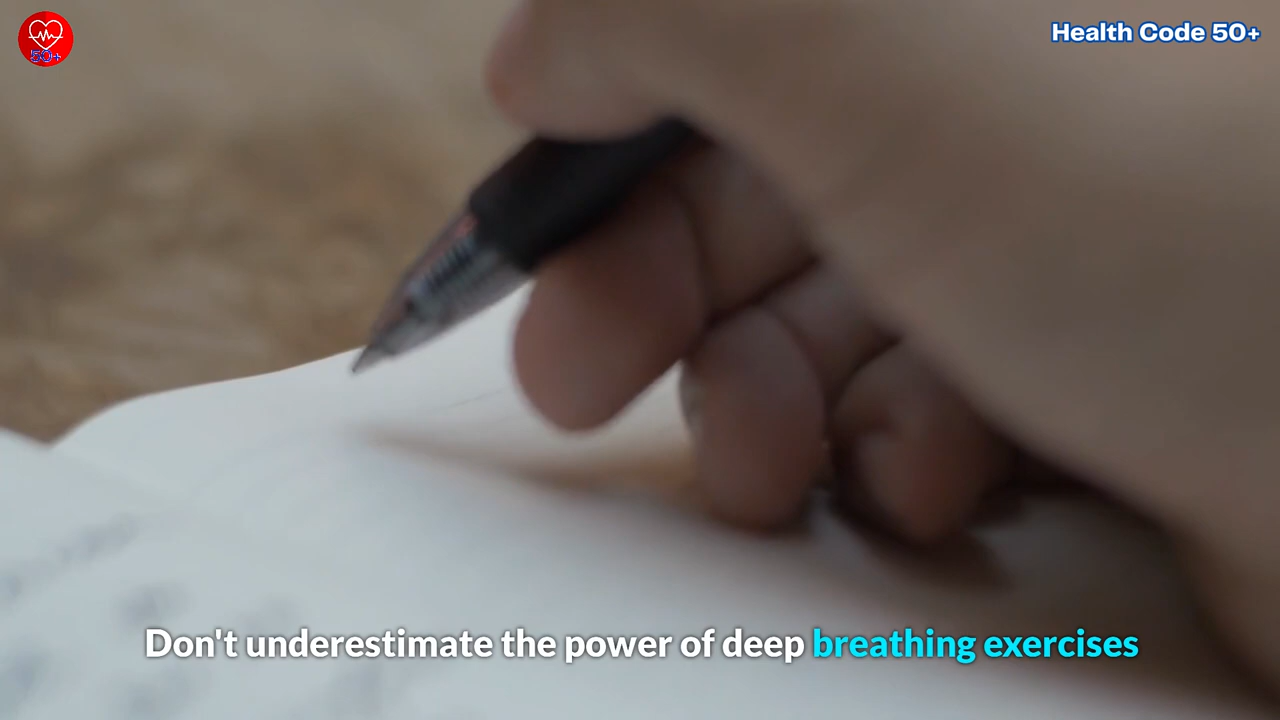 50+
Health Code 50+
Don't underestimate the power of deep breathing exercises